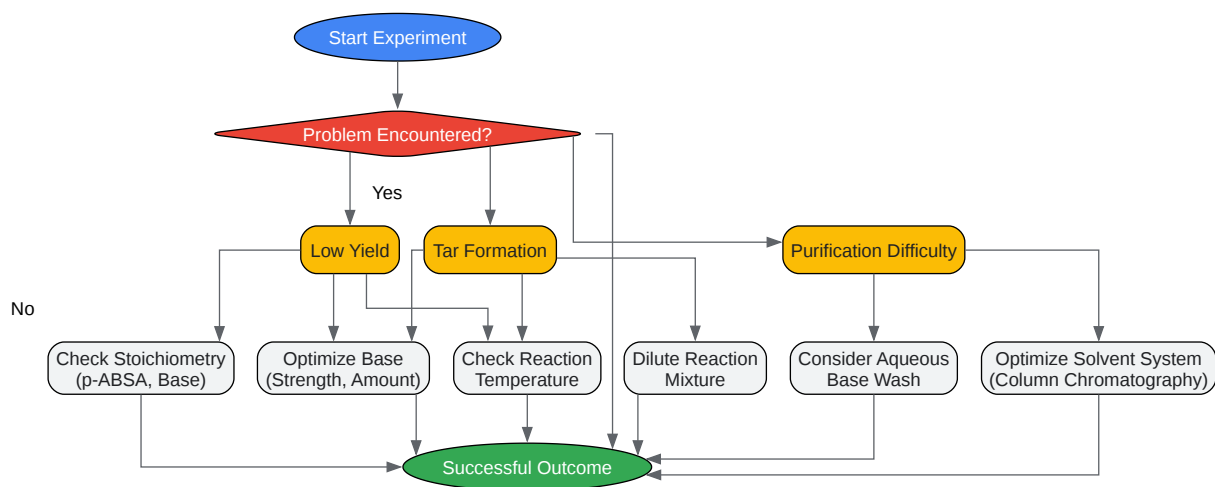 Start Experiment
Problem Encountered?
Yes
Low Yield
Tar Formation
Purification Difficulty
No
Check Stoichiometry
(p-ABSA, Base)
Optimize Base
(Strength, Amount)
Check Reaction
Temperature
Dilute Reaction
Mixture
Consider Aqueous
Base Wash
Optimize Solvent System
(Column Chromatography)
Successful Outcome